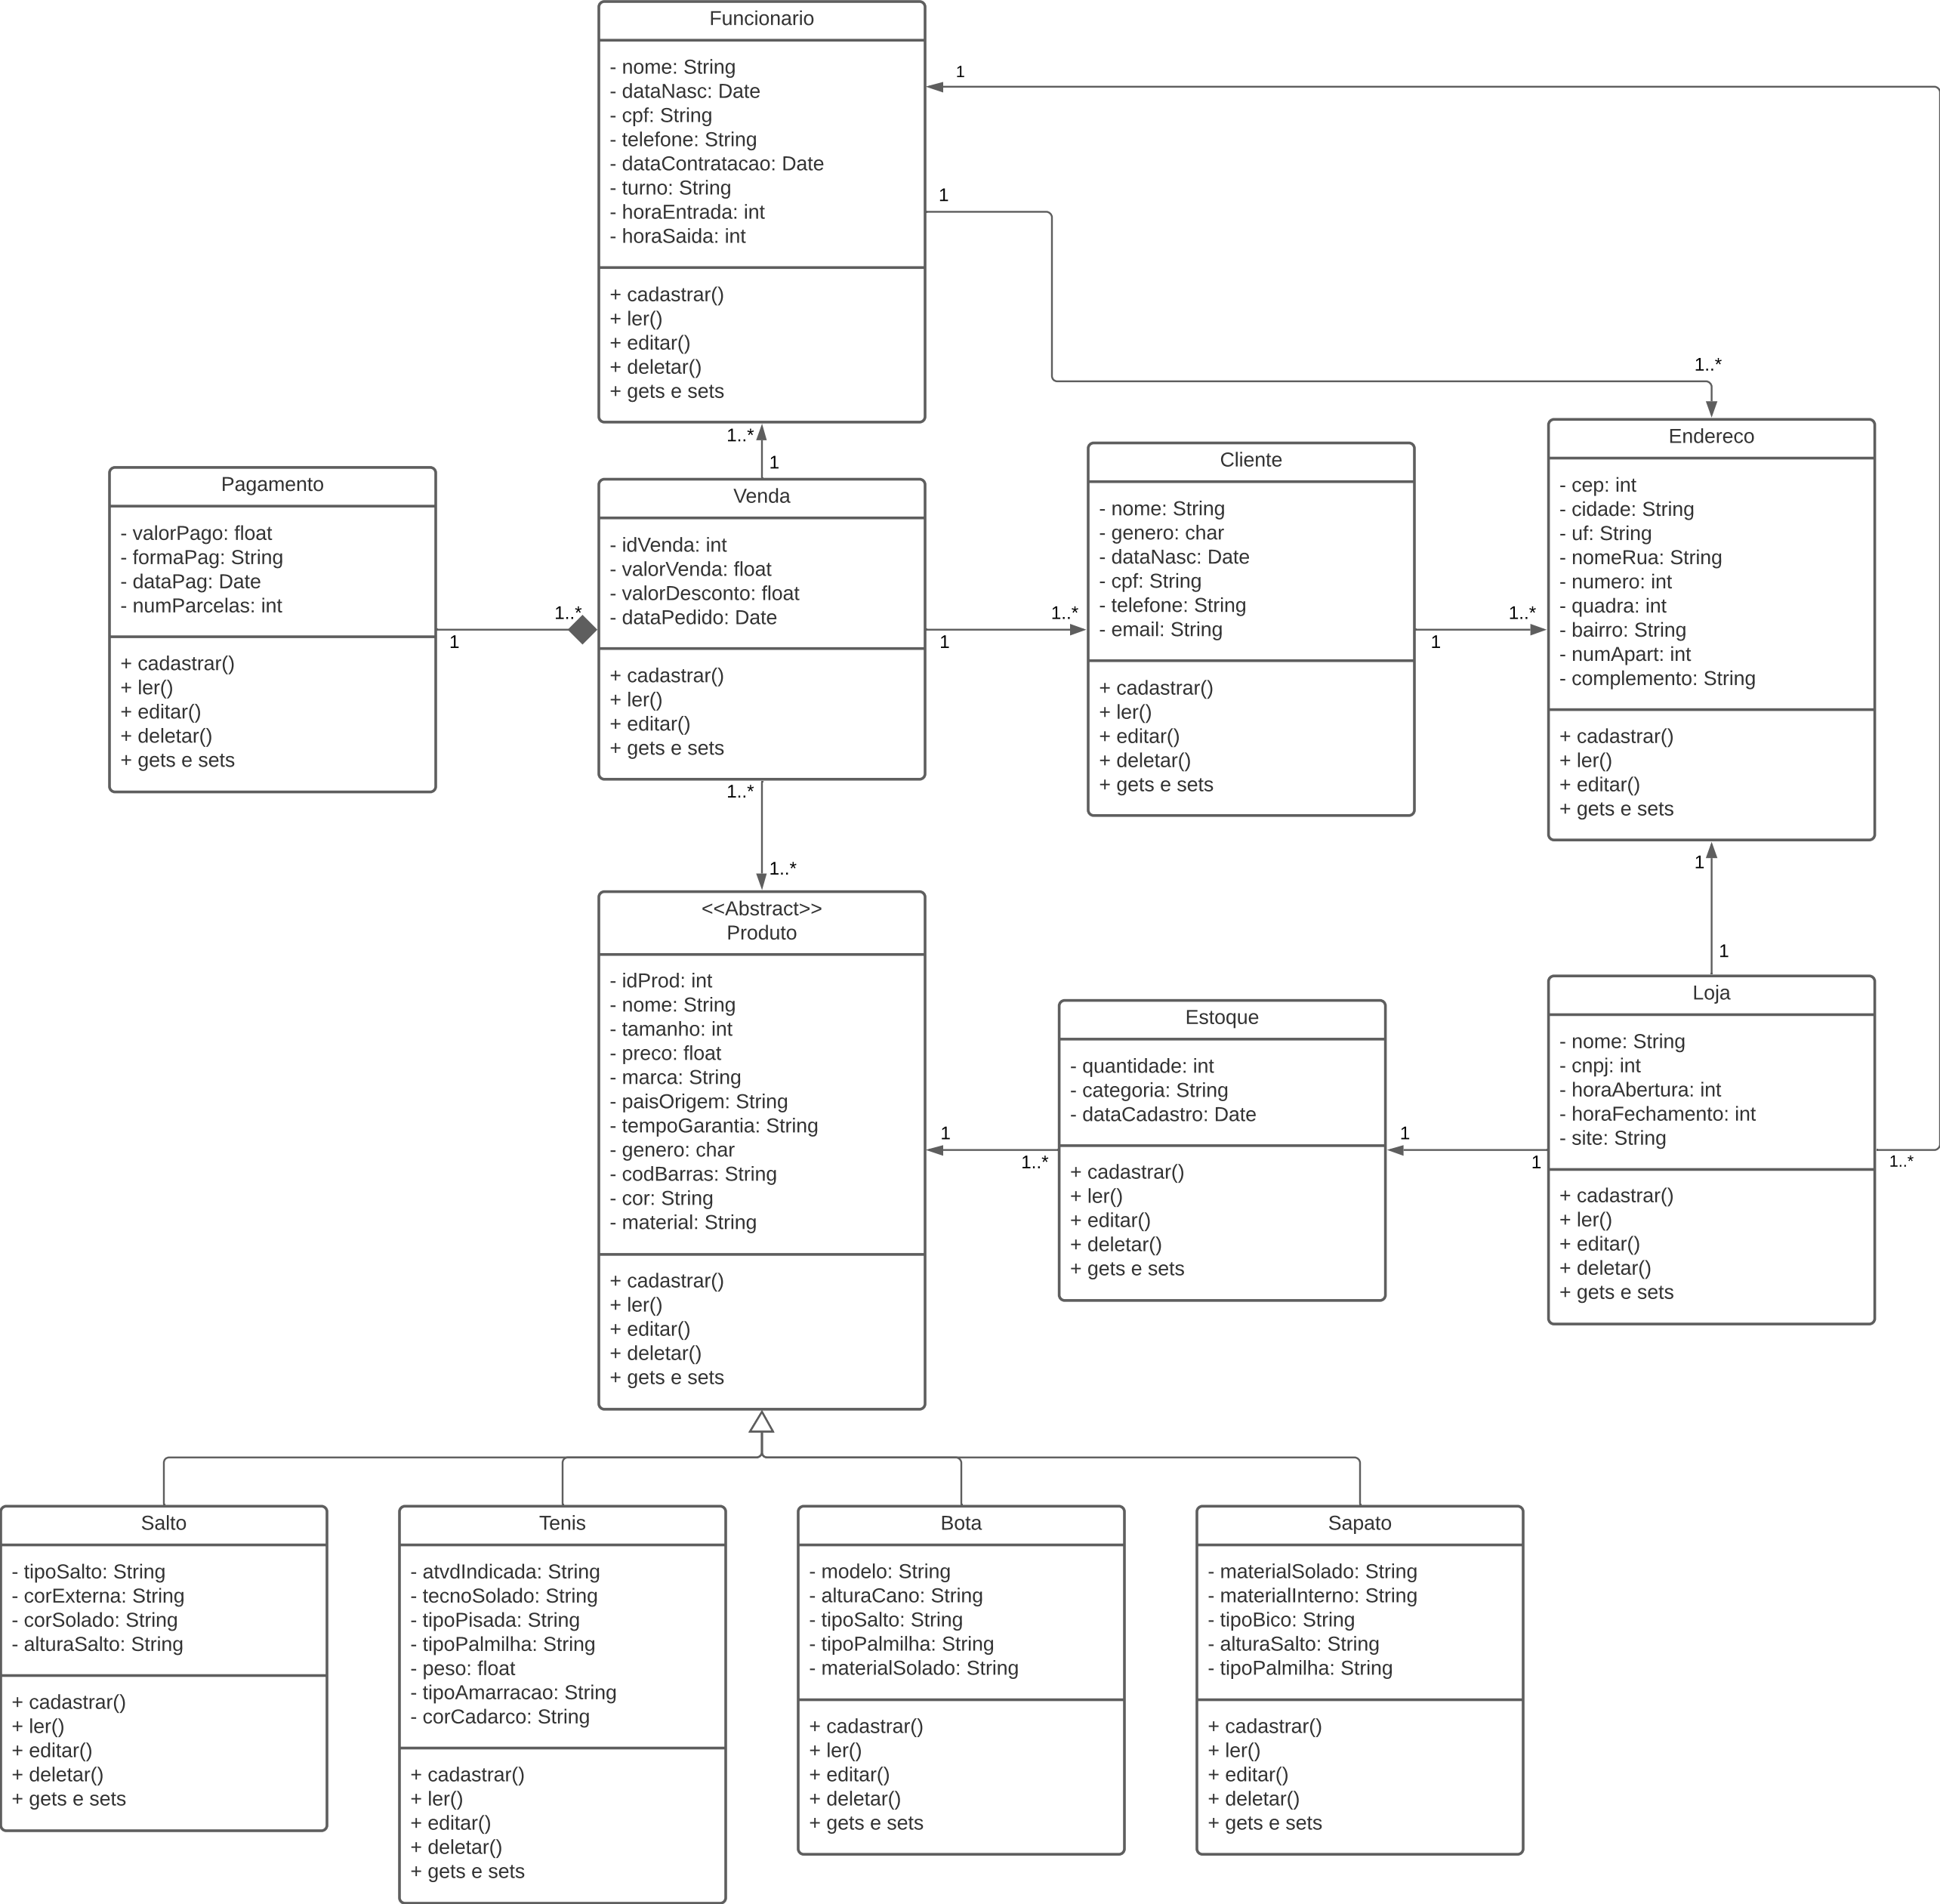 Funcionario
- nome: String
- dataNasc: Date
- cpf: String
- telefone: String
- dataContratacao: Date
- turno: String
- horaEntrada: int
- horaSaida: int
+ cadastrar()
+ ler()
+ editar()
+ deletar()
+ gets e sets
1
1
1..*
1..*
1
Pagamento
- valorPago: float
- formaPag: String
- dataPag: Date
- numParcelas: int
+ cadastrar()
+ ler()
+ editar()
+ deletar()
+ gets e sets
1..*
1
Venda
- idVenda: int
- valorVenda: float
- valorDesconto: float
- dataPedido: Date
+ cadastrar()
+ ler()
+ editar()
+ gets e sets
1..*
1
Cliente
- nome: String
- genero: char
- dataNasc: Date
- cpf: String
- telefone: String
- email: String
+ cadastrar()
+ ler()
+ editar()
+ deletar()
+ gets e sets
1..*
1
Endereco
- cep: int
- cidade: String
- uf: String
- nomeRua: String
- numero: int
- quadra: int
- bairro: String
- numApart: int
- complemento: String
+ cadastrar()
+ ler()
+ editar()
+ gets e sets
1..*
1..*
1
1
<<Abstract>>
Produto
- idProd: int
- nome: String
- tamanho: int
- preco: float
- marca: String
- paisOrigem: String
- tempoGarantia: String
- genero: char
- codBarras: String
- cor: String
- material: String
+ cadastrar()
+ ler()
+ editar()
+ deletar()
+ gets e sets
1
1..*
Estoque
- quantidade: int
- categoria: String
- dataCadastro: Date
+ cadastrar()
+ ler()
+ editar()
+ deletar()
+ gets e sets
1
1
Loja
- nome: String
- cnpj: int
- horaAbertura: int
- horaFechamento: int
- site: String
+ cadastrar()
+ ler()
+ editar()
+ deletar()
+ gets e sets
1..*
Salto
- tipoSalto: String
- corExterna: String
- corSolado: String
- alturaSalto: String
+ cadastrar()
+ ler()
+ editar()
+ deletar()
+ gets e sets
Tenis
- atvdIndicada: String
- tecnoSolado: String
- tipoPisada: String
- tipoPalmilha: String
- peso: float
- tipoAmarracao: String
- corCadarco: String
+ cadastrar()
+ ler()
+ editar()
+ deletar()
+ gets e sets
Bota
- modelo: String
- alturaCano: String
- tipoSalto: String
- tipoPalmilha: String
- materialSolado: String
+ cadastrar()
+ ler()
+ editar()
+ deletar()
+ gets e sets
Sapato
- materialSolado: String
- materialInterno: String
- tipoBico: String
- alturaSalto: String
- tipoPalmilha: String
+ cadastrar()
+ ler()
+ editar()
+ deletar()
+ gets e sets